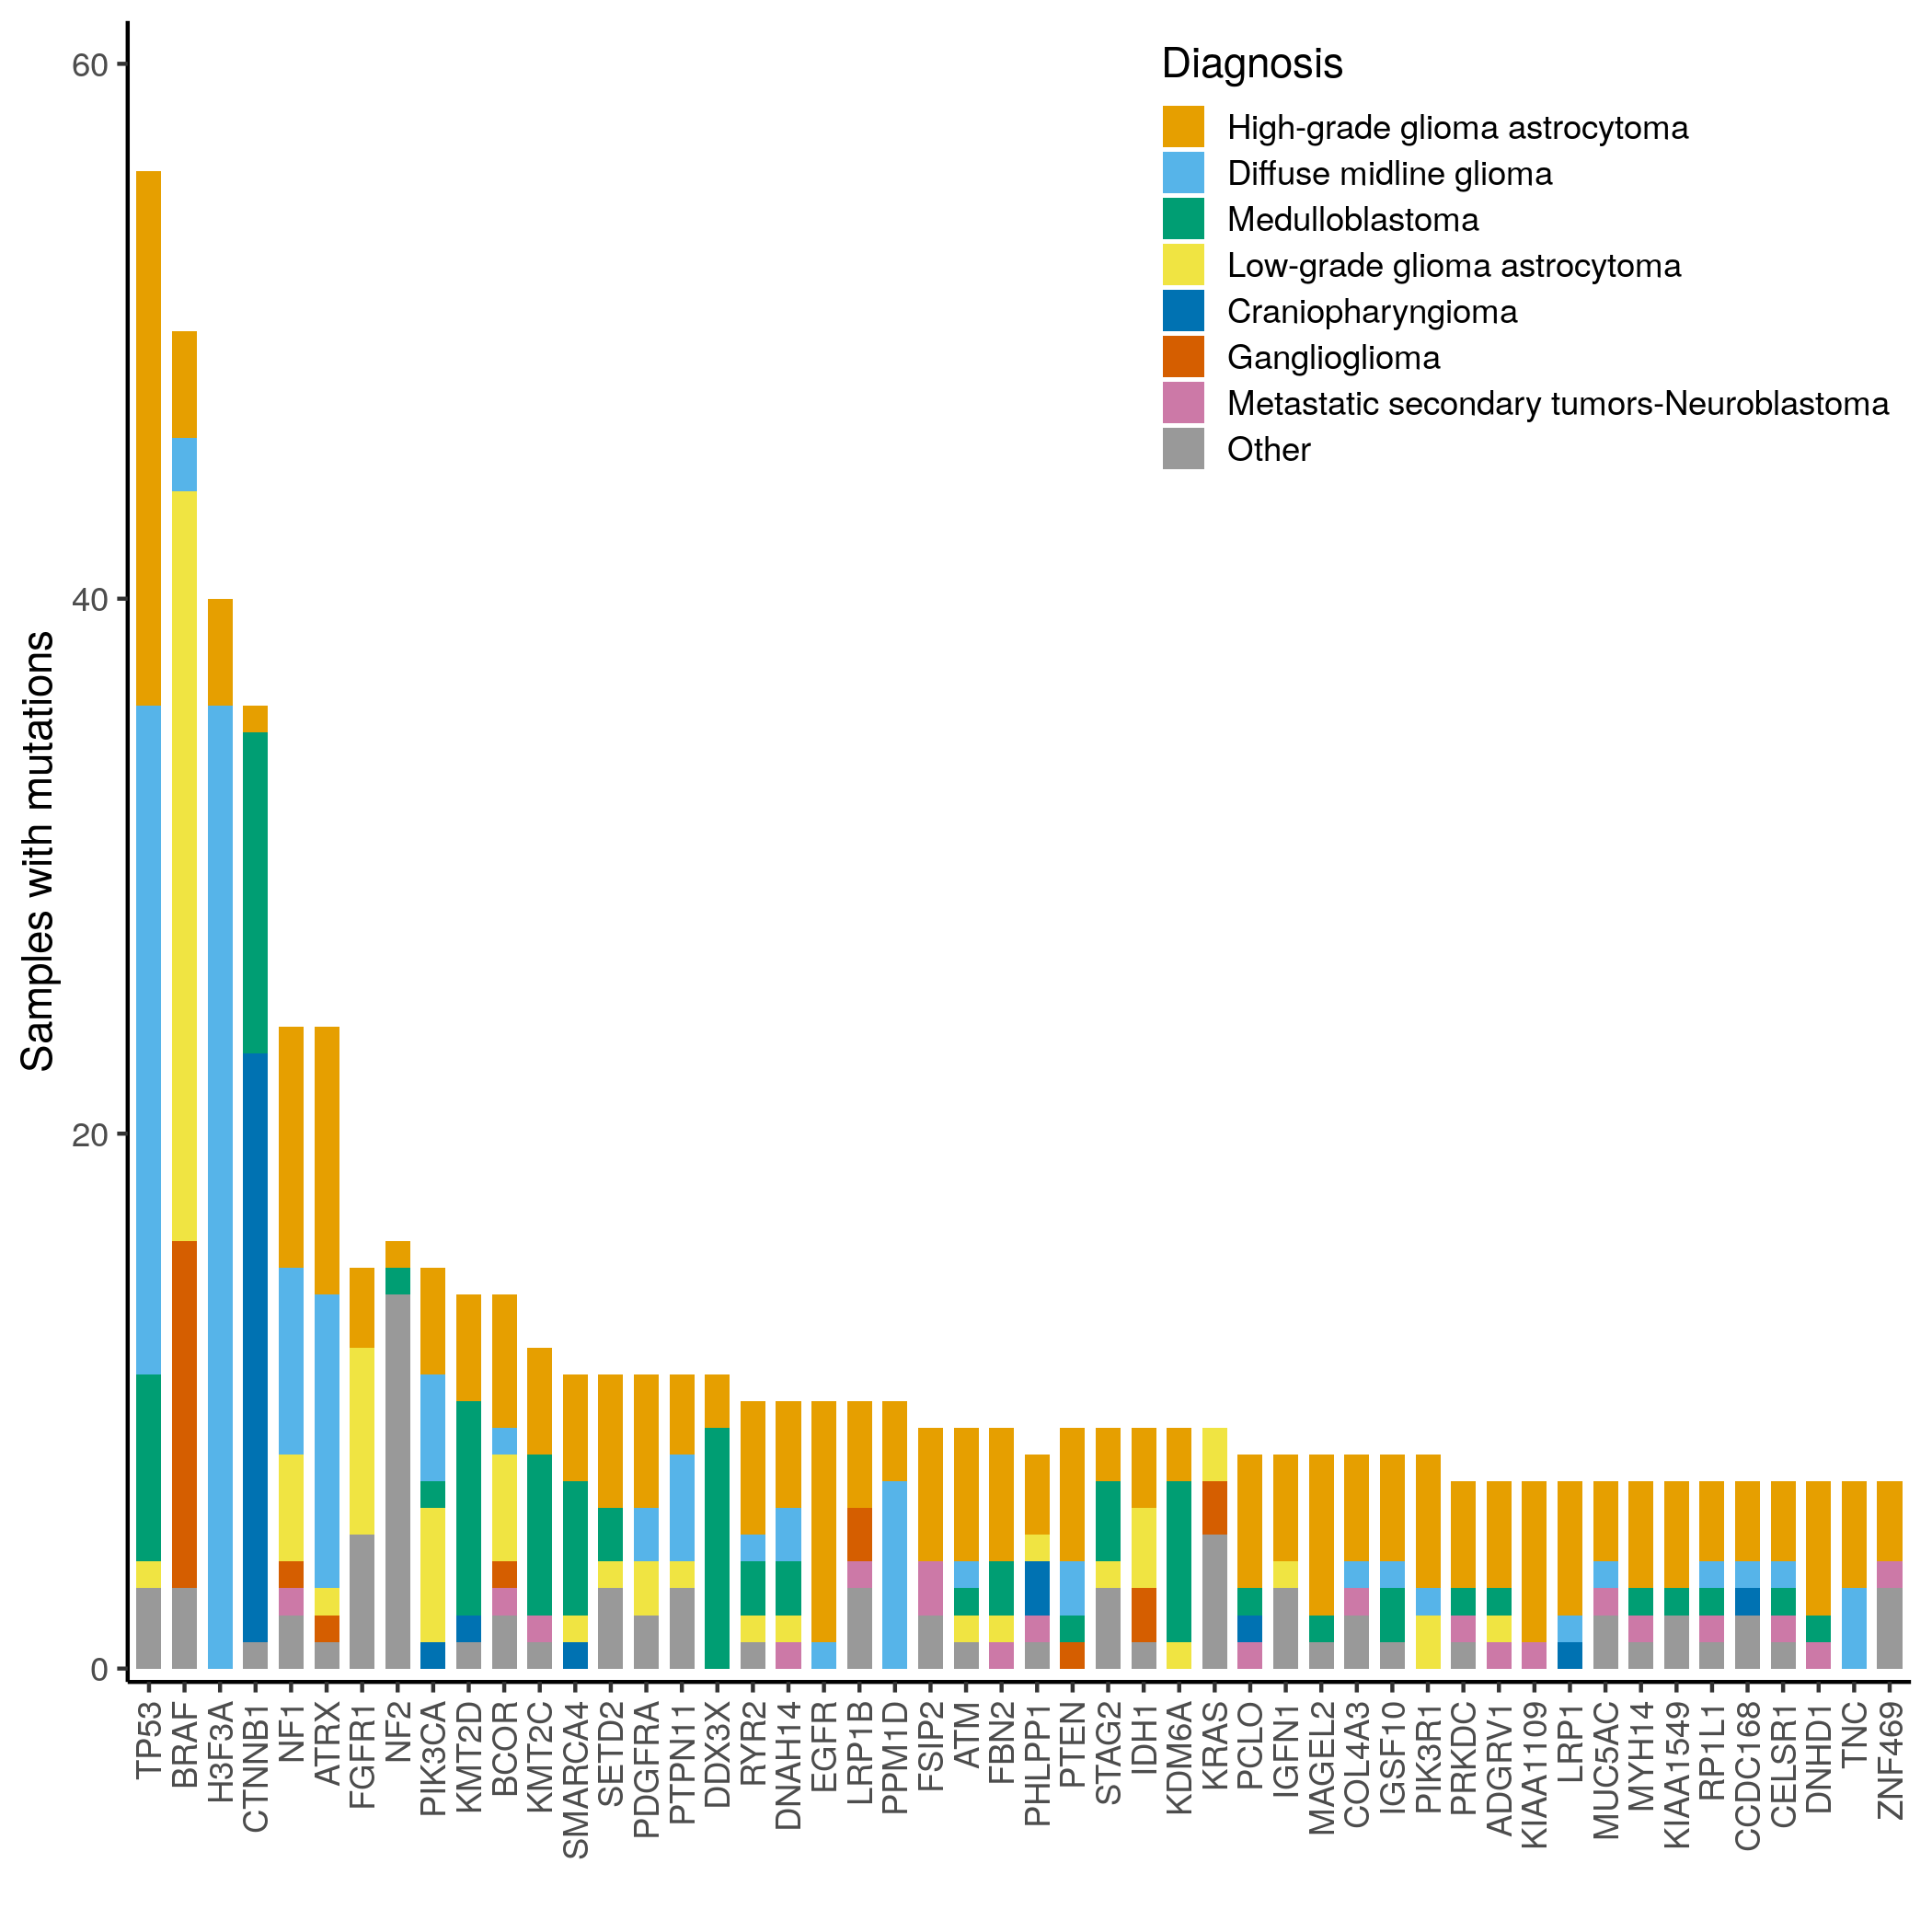 60
40
20
0
Samples with mutations
Diagnosis
High-grade glioma astrocytoma
Diffuse midline glioma
Medulloblastoma
Low-grade glioma astrocytoma
Craniopharyngioma
Ganglioglioma
Metastatic secondary tumors-Neuroblastoma
Other
TP53
BRAF
H3F3A
CTNNB1
NF1
ATRX
FGFR1
NF2
PIK3CA
KMT2D
BCOR
KMT2C
SMARCA4
SETD2
PDGFRA
PTPN11
DDX3X
RYR2
DNAH14
EGFR
LRP1B
PPM1D
FSIP2
ATM
FBN2
PHLPP1
PTEN
STAG2
IDH1
KDM6A
KRAS
PCLO
IGFN1
MAGEL2
COL4A3
IGSF10
PIK3R1
PRKDC
ADGRV1
KIAA1109
LRP1
MUC5AC
MYH14
KIAA1549
RP1L1
CCDC168
CELSR1
DNHD1
TNC
ZNF469